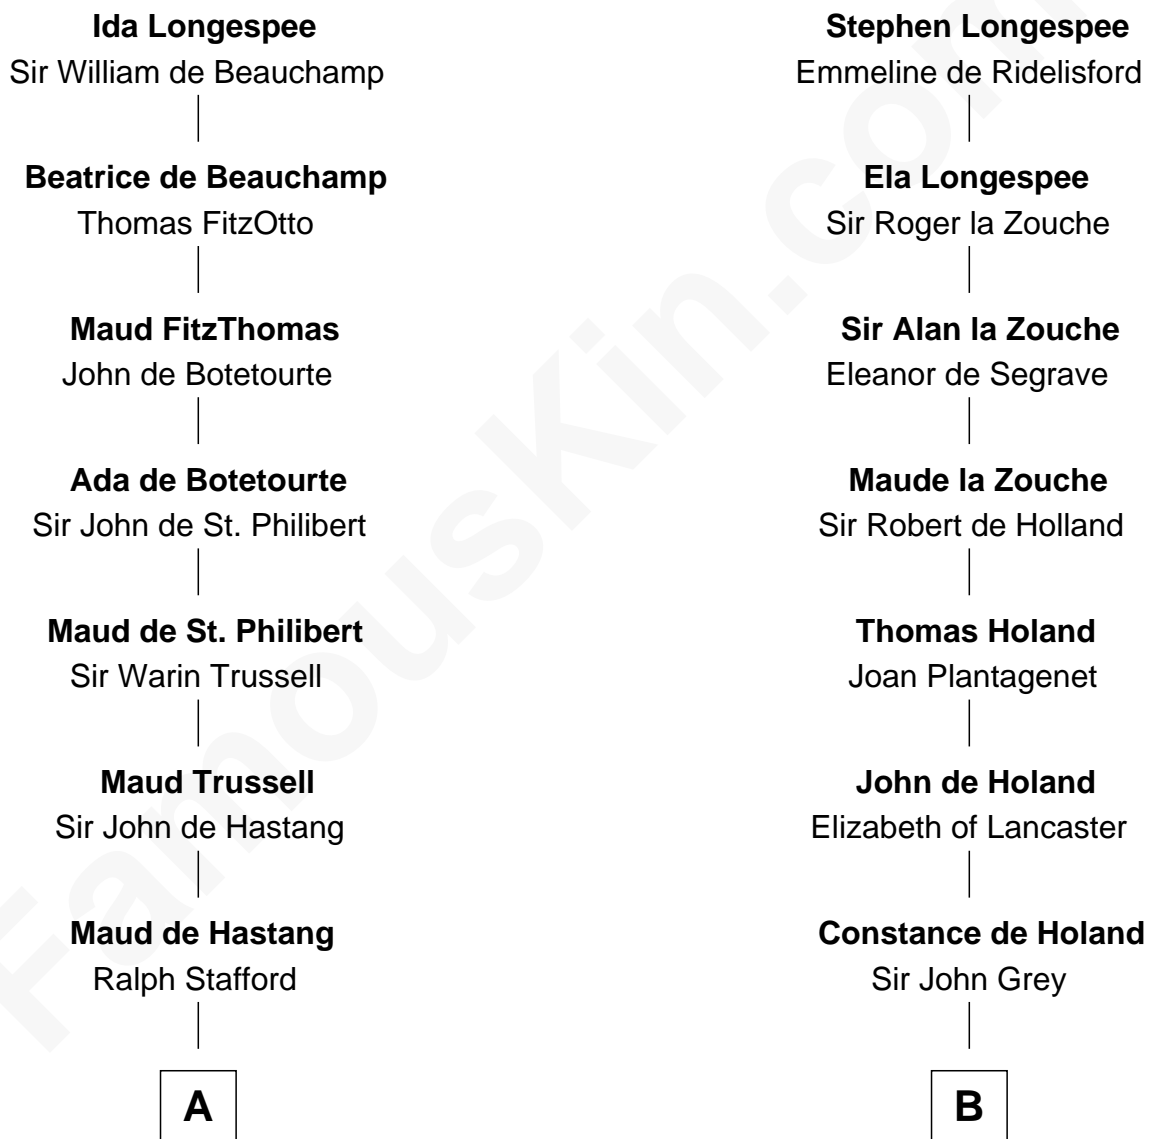 Ida Longespee
Sir William de Beauchamp
Beatrice de Beauchamp
Thomas FitzOtto
Maud FitzThomas
John de Botetourte
Ada de Botetourte
Sir John de St. Philibert
Maud de St. Philibert
Sir Warin Trussell
Maud Trussell
Sir John de Hastang
Maud de Hastang
Ralph Stafford
A
Stephen Longespee
Emmeline de Ridelisford
Ela Longespee
Sir Roger la Zouche
Sir Alan la Zouche
Eleanor de Segrave
Maude la Zouche
Sir Robert de Holland
Thomas Holand
Joan Plantagenet
John de Holand
Elizabeth of Lancaster
Constance de Holand
Sir John Grey
B
FamousKin.com